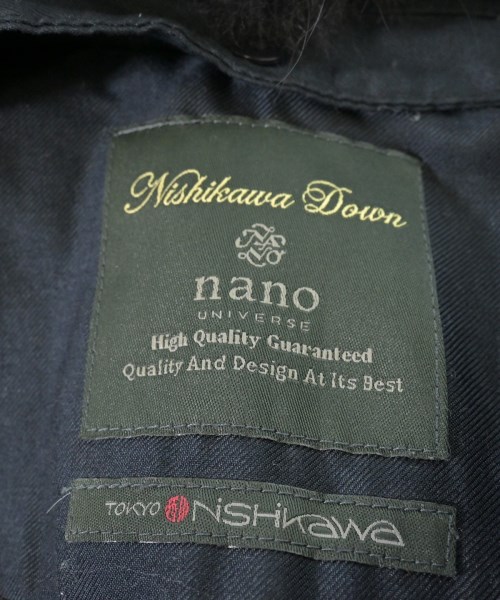 Nishikawa Down
nano
UNIVERSE
High Quality Guaranteed
Quality And Design At Its Best
TOKYO NiSHiKaWa